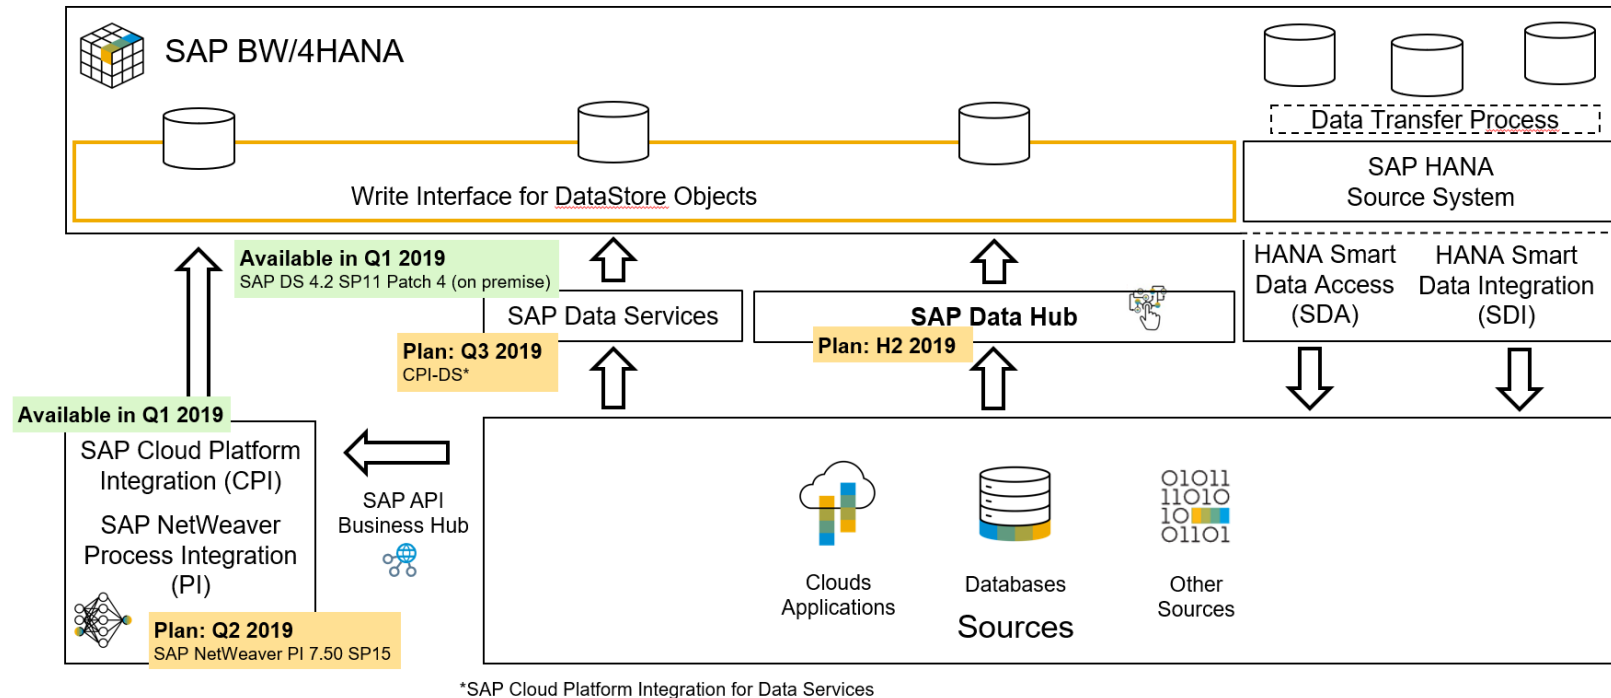 SAP BW/4HANA
Data Transfer Process
SAP HANA
Source System
Write Interface for DataStore Objects
Available in Q1 2019
SAP DS 4.2 SP11 Patch 4 (on premise)
HANA Smart
Data Access
(SDA)
HANA Smart
Data Integration
(SDI)
SAP Data Services
SAP Data Hub
Plan: Q3 2019
CPI-DS*
Plan: H2 2019
Available in Q1 2019
SAP Cloud Platform
Integration (CPI)
SAP NetWeaver
Process Integration
(PI)
Plan: Q2 2019
SAP NetWeaver PI 7.50 SP15
SAP API
Business Hub
01011
11010
10
01101
Clouds
Applications
Databases
Other
Sources
Sources
*SAP Cloud Platform Integration for Data Services